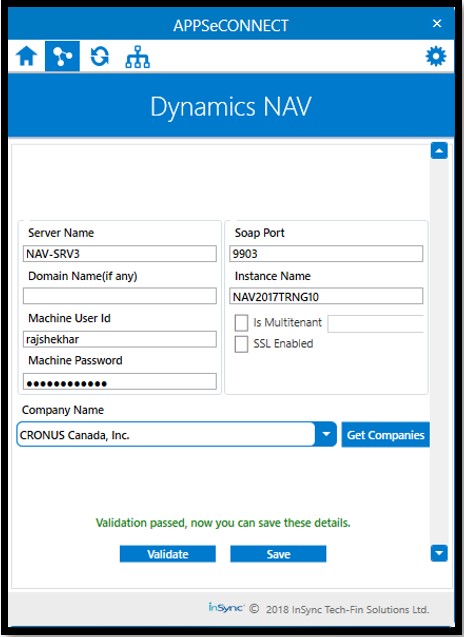 APPSeCONNECT
Dynamics NAV
Server Name
NAV-SRV3
Domain Name(if any)
Machine User Id
rajshekhar
Machine Password
●●●●●●●●●●●●
Soap Port
9903
Instance Name
NAV2017TRNG10
Is Multitenant
SSL Enabled
Company Name
CRONUS Canada, Inc.
Get Companies
Validation passed, now you can save these details.
Validate
Save
inSync © 2018 InSync Tech-Fin Solutions Ltd.